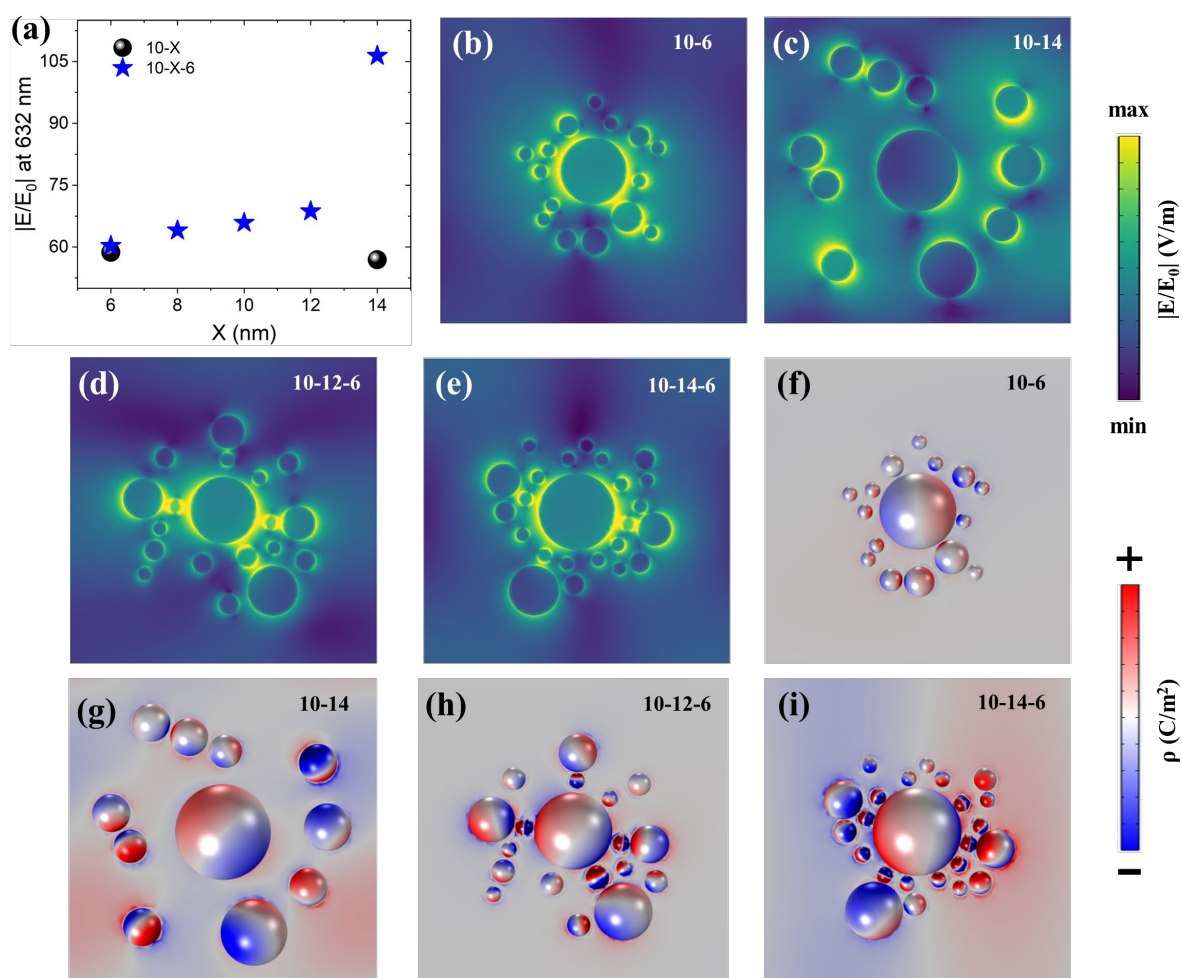 (a)
10-X
10-X-6
105
90
75
60
6 8 10 12 14
X (nm)
|E/E₀| at 632 nm
(b) 10-6
(c) 10-14
max
|E/E₀| (V/m)
min
(d) 10-12-6
(e) 10-14-6
(f) 10-6
(g) 10-14
(h) 10-12-6
(i) 10-14-6
+
ρ (C/m²)
−